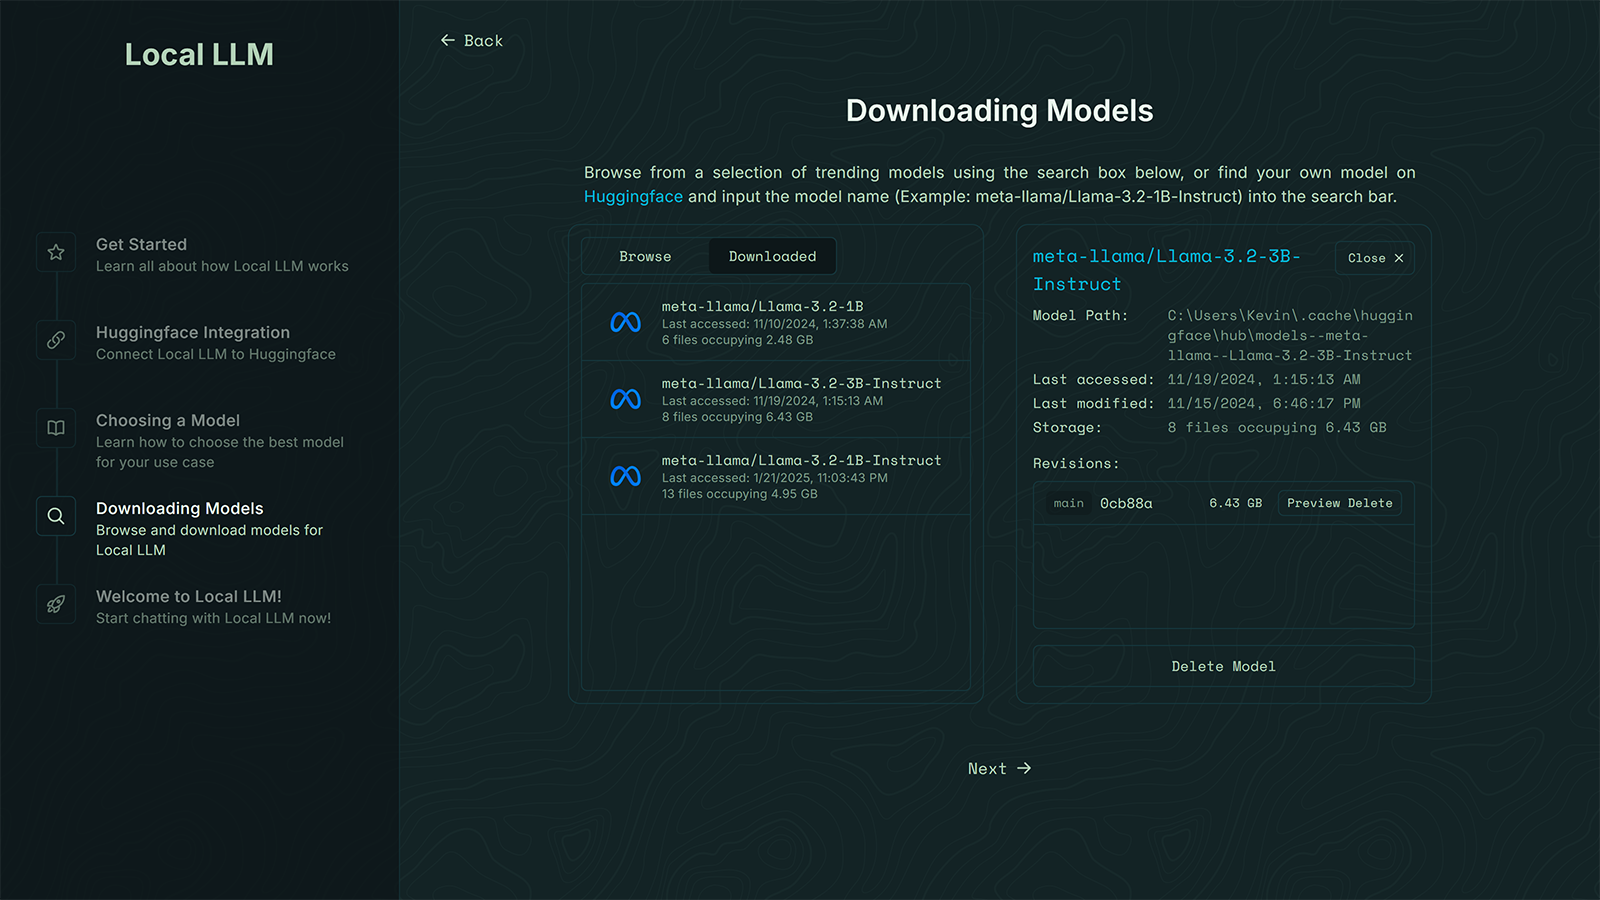 Local LLM
Get Started
Learn all about how Local LLM works
Huggingface Integration
Connect Local LLM to Huggingface
Choosing a Model
Learn how to choose the best model
for your use case
Downloading Models
Browse and download models for
Local LLM
Welcome to Local LLM!
Start chatting with Local LLM now!
← Back
Downloading Models
Browse from a selection of trending models using the search box below, or find your own model on
Huggingface and input the model name (Example: meta-llama/Llama-3.2-1B-Instruct) into the search bar.
Browse Downloaded
meta-llama/Llama-3.2-1B
Last accessed: 11/10/2024, 1:37:38 AM
6 files occupying 2.48 GB
meta-llama/Llama-3.2-3B-Instruct
Last accessed: 11/19/2024, 1:15:13 AM
8 files occupying 6.43 GB
meta-llama/Llama-3.2-1B-Instruct
Last accessed: 1/21/2025, 11:03:43 PM
13 files occupying 4.95 GB
meta-llama/Llama-3.2-3B-
Instruct
Close ×
Model Path: C:\Users\Kevin\.cache\huggin
gface\hub\models--meta-
llama--Llama-3.2-3B-Instruct
Last accessed: 11/19/2024, 1:15:13 AM
Last modified: 11/15/2024, 6:46:17 PM
Storage: 8 files occupying 6.43 GB
Revisions:
main 0cb88a 6.43 GB Preview Delete
Delete Model
Next →